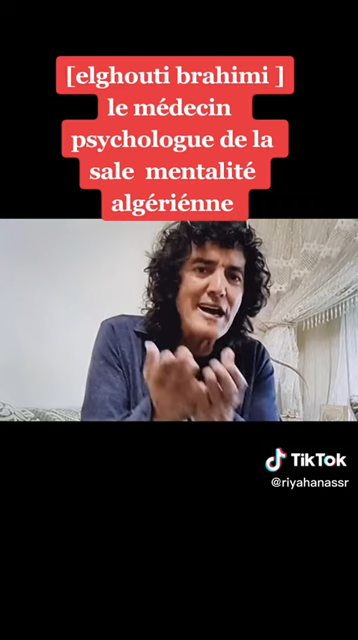 [elghouti brahimi ]
le médecin
psychologue de la
sale mentalité
algériénne
TikTok
@riyahanassr